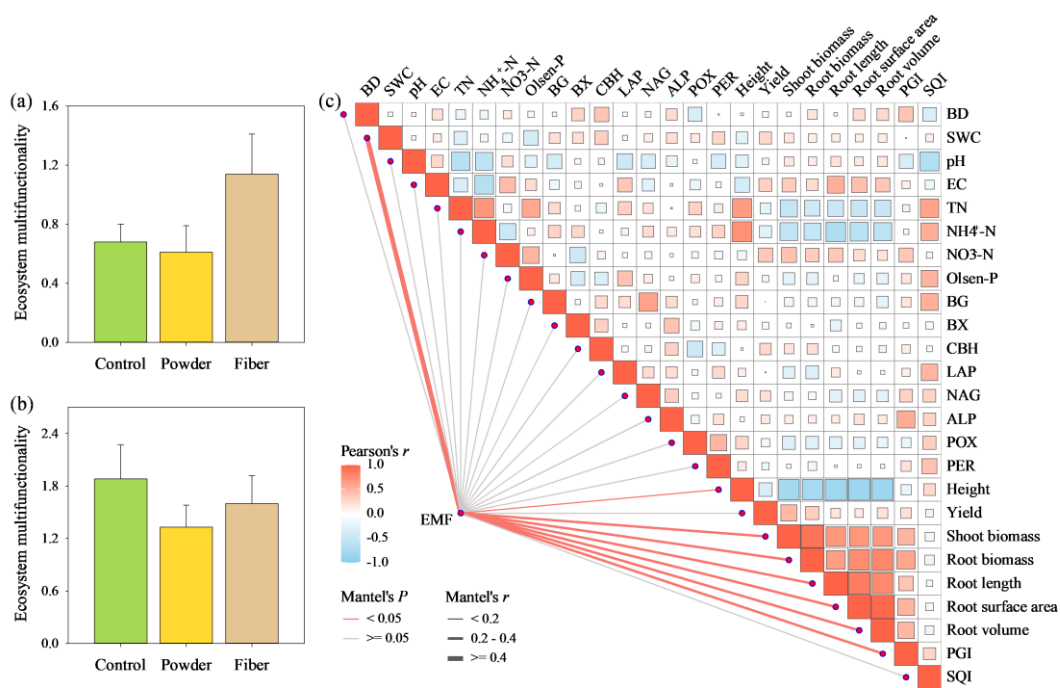 (a)
Ecosystem multifunctionality
1.6
1.2
0.8
0.4
0.0
Control
Powder
Fiber
(b)
Ecosystem multifunctionality
2.4
1.8
1.2
0.6
0.0
Control
Powder
Fiber
(c)
BD
SWC
pH
EC
TN
NH4+-N
NO3-N
Olsen-P
BG
BX
CBH
LAP
NAG
ALP
POX
PER
Height
Yield
Shoot biomass
Root biomass
Root length
Root surface area
Root volume
PGI
SQI
BD
SWC
pH
EC
TN
NH4-N
NO3-N
Olsen-P
BG
BX
CBH
LAP
NAG
ALP
POX
PER
Height
Yield
Shoot biomass
Root biomass
Root length
Root surface area
Root volume
PGI
SQI
EMF
Pearson's r
1.0
0.5
0.0
-0.5
-1.0
Mantel's P
< 0.05
>= 0.05
Mantel's r
< 0.2
0.2 - 0.4
>= 0.4